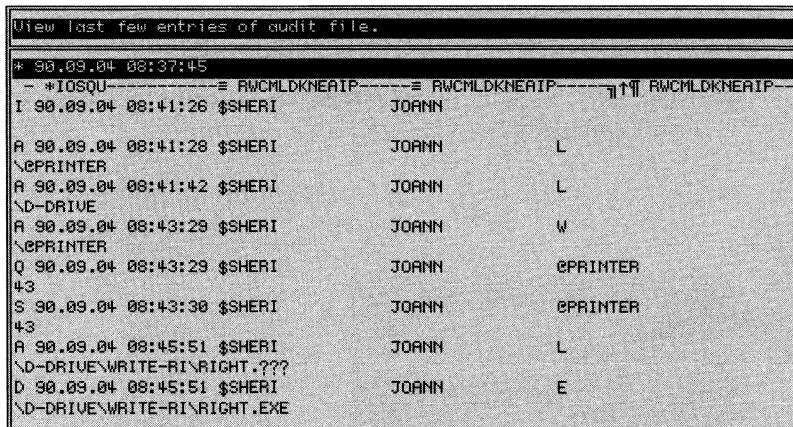 View last few entries of audit file.
* 90.09.04 08:37:45
- *IOSQU-----------≡ RWCMLDKNEAIP-----≡ RWCMLDKNEAIP-----╗↑¶ RWCMLDKNEAIP--
I 90.09.04 08:41:26 $SHERI JOANN
A 90.09.04 08:41:28 $SHERI JOANN L
\@PRINTER
A 90.09.04 08:41:42 $SHERI JOANN L
\D-DRIVE
A 90.09.04 08:43:29 $SHERI JOANN W
\@PRINTER
Q 90.09.04 08:43:29 $SHERI JOANN @PRINTER
43
S 90.09.04 08:43:30 $SHERI JOANN @PRINTER
43
A 90.09.04 08:45:51 $SHERI JOANN L
\D-DRIVE\WRITE-RI\RIGHT.???
D 90.09.04 08:45:51 $SHERI JOANN E
\D-DRIVE\WRITE-RI\RIGHT.EXE